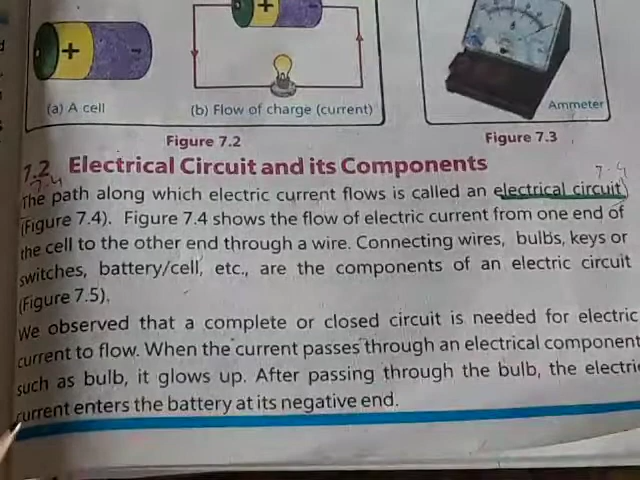 + -
+
(a) A cell
(b) Flow of charge (current)
Ammeter
Figure 7.2
Figure 7.3
7.2 Electrical Circuit and its Components
7.4
7.4
The path along which electric current flows is called an electrical circuit
(Figure 7.4). Figure 7.4 shows the flow of electric current from one end of
the cell to the other end through a wire. Connecting wires, bulbs, keys or
switches, battery/cell, etc., are the components of an electric circuit
(Figure 7.5).
We observed that a complete or closed circuit is needed for electric
current to flow. When the current passes through an electrical component
such as bulb, it glows up. After passing through the bulb, the electri
current enters the battery at its negative end.